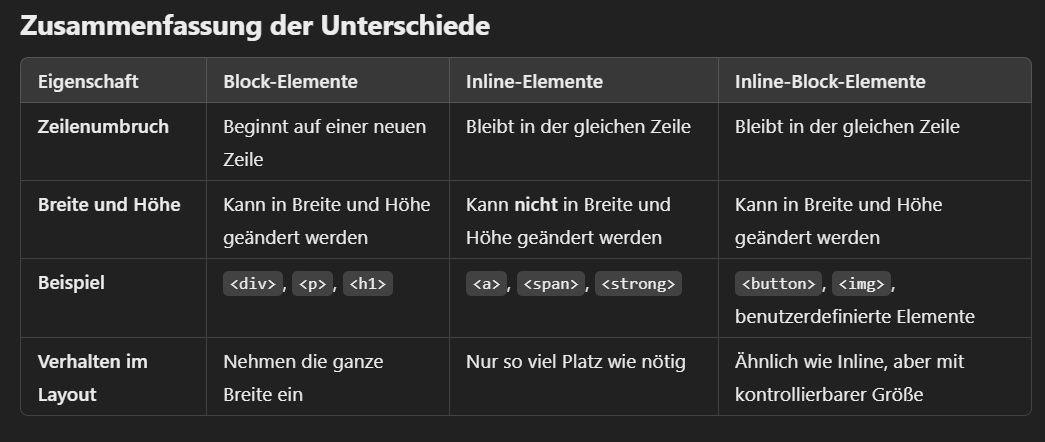 Zusammenfassung der Unterschiede
Eigenschaft
Block-Elemente
Inline-Elemente
Inline-Block-Elemente
Zeilenumbruch
Beginnt auf einer neuen
Zeile
Bleibt in der gleichen Zeile
Bleibt in der gleichen Zeile
Breite und Höhe
Kann in Breite und Höhe
geändert werden
Kann nicht in Breite und
Höhe geändert werden
Kann in Breite und Höhe
geändert werden
Beispiel
<div>, <p>, <h1>
<a>, <span>, <strong>
<button>, <img>,
benutzerdefinierte Elemente
Verhalten im
Layout
Nehmen die ganze
Breite ein
Nur so viel Platz wie nötig
Ähnlich wie Inline, aber mit
kontrollierbarer Größe